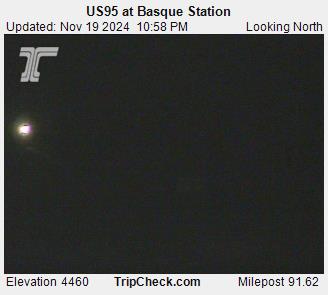 US95 at Basque Station
Updated: Nov 19 2024 10:58 PM Looking North
Elevation 4460 TripCheck.com Milepost 91.62